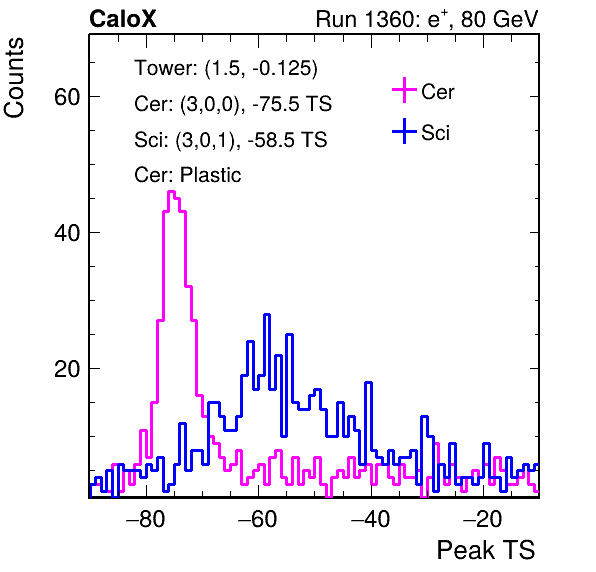 CaloX Run 1360: e⁺, 80 GeV
Counts
Tower: (1.5, -0.125)
Cer: (3,0,0), -75.5 TS
Sci: (3,0,1), -58.5 TS
Cer: Plastic
Cer
Sci
60
40
20
−80 −60 −40 −20
Peak TS